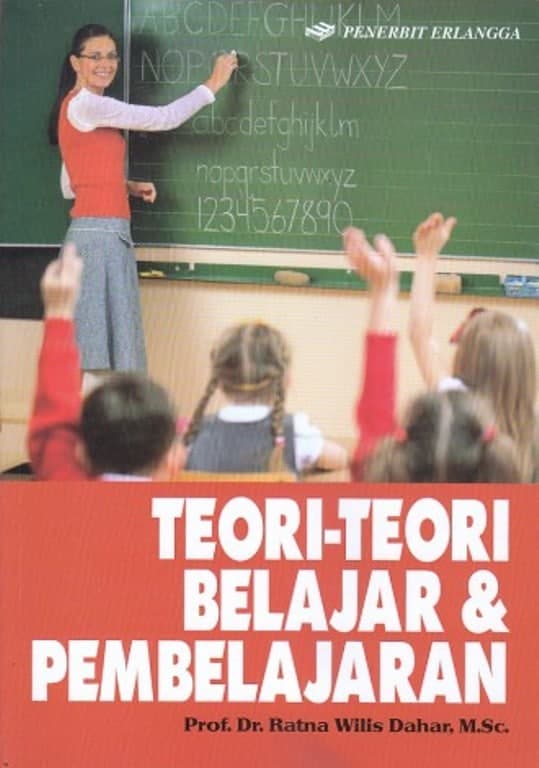 PENERBIT ERLANGGA
ABCDEFGHIJKLM
NOPQRSTUVWXYZ
abcdefghijklm
nopqrstuvwxyz
1234567890
TEORI-TEORI
BELAJAR &
PEMBELAJARAN
Prof. Dr. Ratna Wilis Dahar, M.Sc.